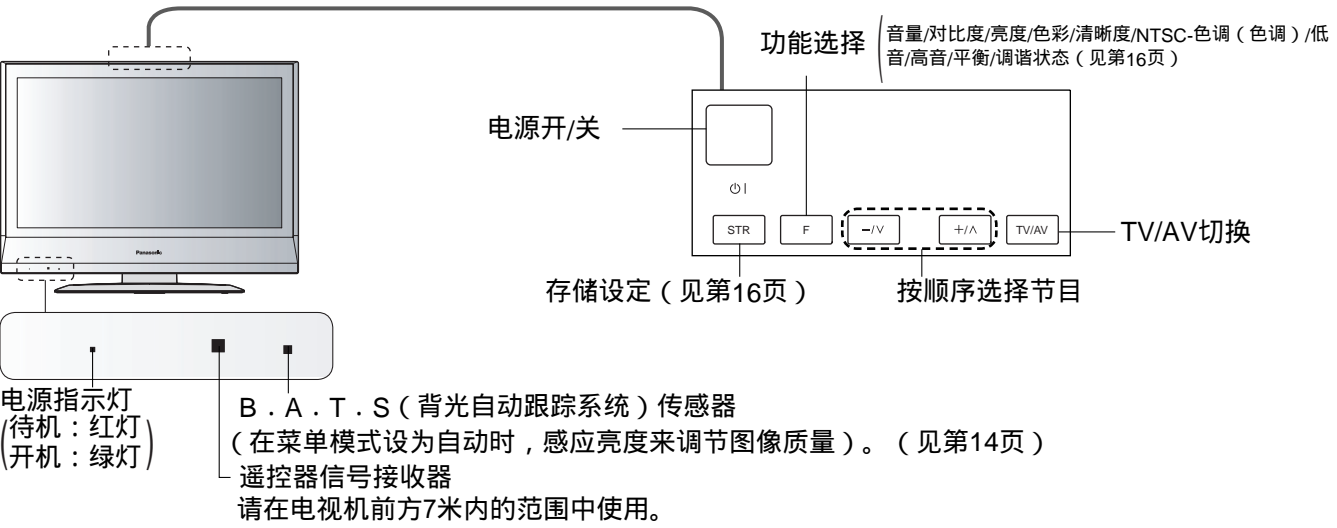 功能选择
音量/对比度/亮度/色彩/清晰度/NTSC-色调（色调）/低
音/高音/平衡/调谐状态（见第16页）
电源开/关
STR
F
−/∨
+/∧
TV/AV
TV/AV切换
存储设定（见第16页）
按顺序选择节目
Panasonic
电源指示灯
(待机：红灯
开机：绿灯)
B．A．T．S（背光自动跟踪系统）传感器
（在菜单模式设为自动时，感应亮度来调节图像质量）。（见第14页）
遥控器信号接收器
请在电视机前方7米内的范围中使用。